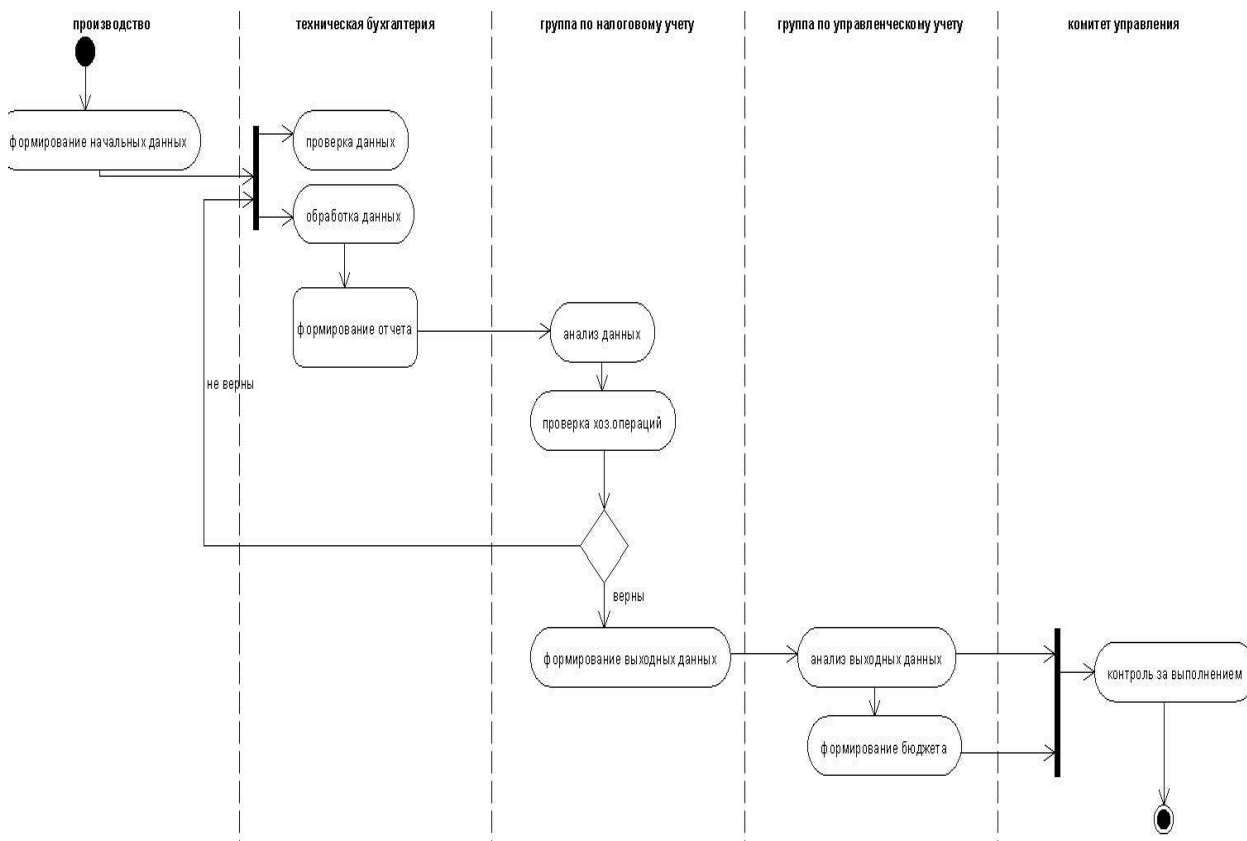 производство
техническая бухгалтерия
группа по налоговому учету
группа по управленческому учету
комитет управления
формирование начальных данных
проверка данных
обработка данных
формирование отчета
анализ данных
не верны
проверка хоз.операций
верны
формирование выходных данных
анализ выходных данных
контроль за выполнением
формирование бюджета